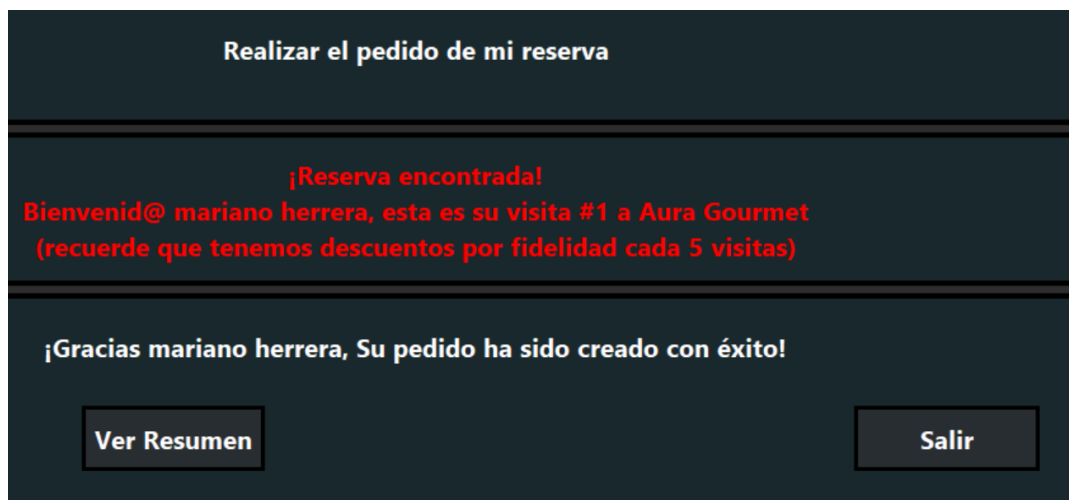 Realizar el pedido de mi reserva
¡Reserva encontrada!
Bienvenid@ mariano herrera, esta es su visita #1 a Aura Gourmet
(recuerde que tenemos descuentos por fidelidad cada 5 visitas)
¡Gracias mariano herrera, Su pedido ha sido creado con éxito!
Ver Resumen
Salir